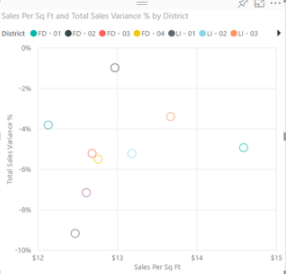 Sales Per Sq Ft and Total Sales Variance % by District
District FD - 01 FD - 02 FD - 03 FD - 04 LI - 01 LI - 02 LI - 03
0%
-2%
-4%
-6%
-8%
-10%
Total Sales Variance %
$12 $13 $14 $15
Sales Per Sq Ft